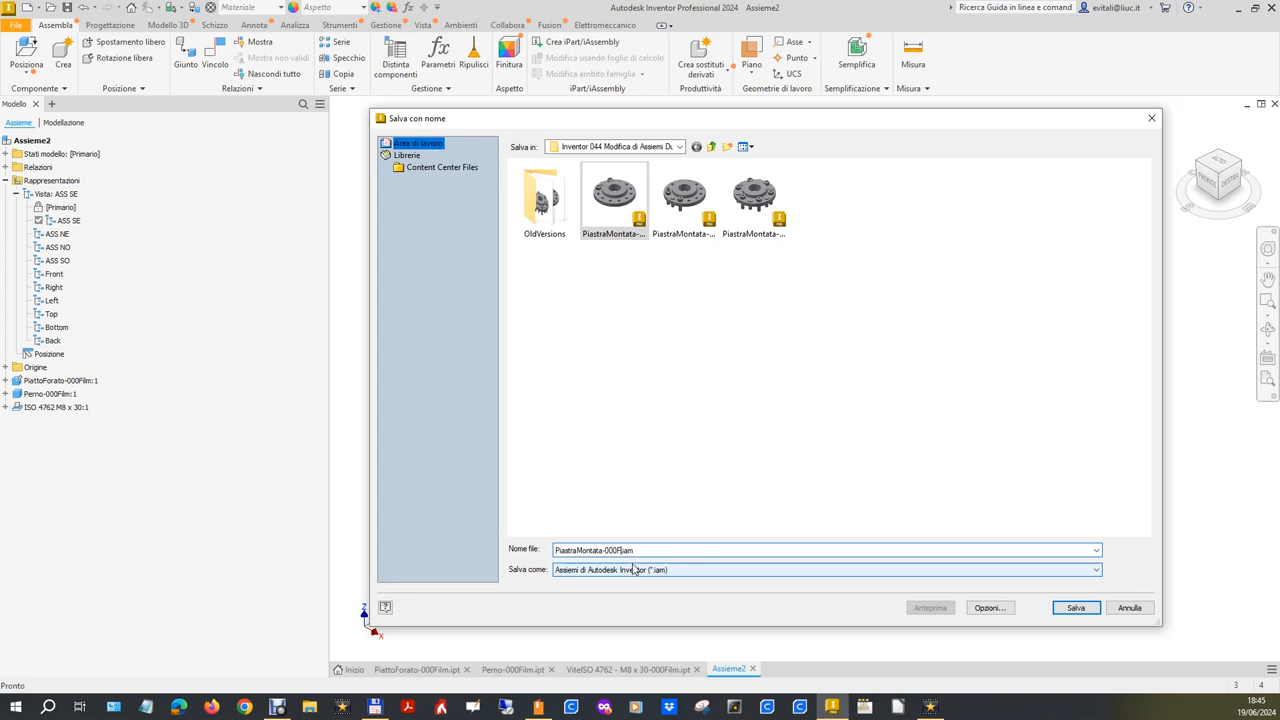 Materiale
Aspetto
Autodesk Inventor Professional 2024
Assieme2
Ricerca Guida in linea e comand
evitali@liuc.it
File
Assembla
Progettazione
Modello 3D
Schizzo
Annota
Analizza
Strumenti
Gestione
Vista
Ambienti
Collabora
Fusion
Elettromeccanico
Posiziona
Crea
Spostamento libero
Rotazione libera
Giunto
Vincolo
Mostra
Mostra non validi
Nascondi tutto
Serie
Specchio
Copia
Distinta componenti
Parametri
Ripulisci
Finitura
Crea iPart/iAssembly
Modifica usando foglio di calcolo
Modifica ambito famiglia
Crea sostituti derivati
Piano
Asse
Punto
UCS
Semplifica
Misura
Componente
Posizione
Relazioni
Serie
Gestione
Aspetto
iPart/iAssembly
Produttività
Geometrie di lavoro
Semplificazione
Misura
Modello
Assieme
Modellazione
Assieme2
Stati modello: [Primario]
Relazioni
Rappresentazioni
Vista: ASS SE
[Primario]
ASS SE
ASS NE
ASS NO
ASS SO
Front
Right
Left
Top
Bottom
Back
Posizione
Origine
PiattoForato-000Film:1
Perno-000Film:1
ISO 4762 M8 x 30:1
Salva con nome
Area di lavoro
Librerie
Content Center Files
Salva in:
Inventor 044 Modifica di Assiemi Du
OldVersions
PiastraMontata-...
PiastraMontata-...
PiastraMontata-...
Nome file:
PiastraMontata-000F.iam
Salva come:
Assiemi di Autodesk Inventor (*.iam)
Anteprima
Opzioni...
Salva
Annulla
ALTO
FRONTE
DESTRA
Z
X
Inizio
PiattoForato-000Film.ipt
Perno-000Film.ipt
ViteISO 4762 - M8 x 30-000Film.ipt
Assieme2
Pronto
3
4
18:45
19/06/2024